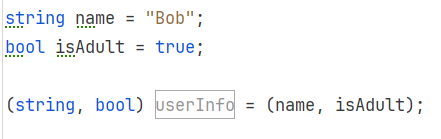 string name = "Bob";
bool isAdult = true;
(string, bool) userInfo = (name, isAdult);